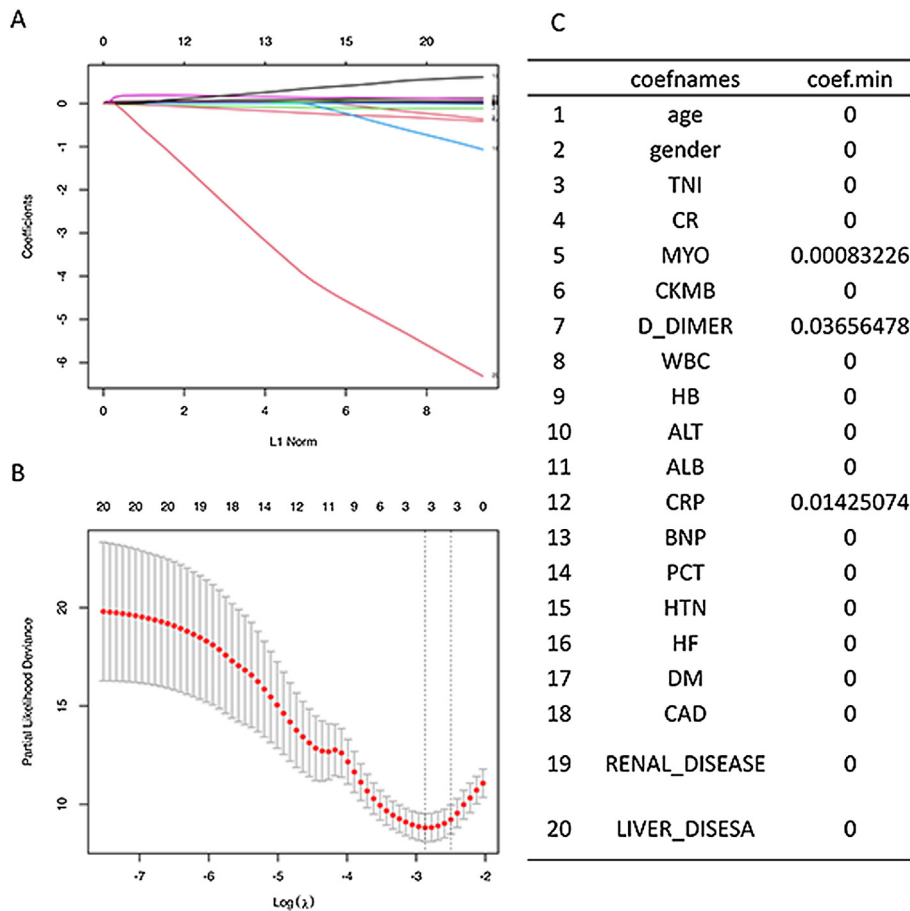 A
0 12 13 15 20
Coefficients
0
-1
-2
-3
-4
-5
-6
0 2 4 6 8
L1 Norm
B
20 20 20 19 18 14 12 11 9 6 3 3 3 0
Partial Likelihood Deviance
20
15
10
-7 -6 -5 -4 -3 -2
Log(λ)
C
coefnames coef.min
1 age 0
2 gender 0
3 TNI 0
4 CR 0
5 MYO 0.00083226
6 CKMB 0
7 D_DIMER 0.03656478
8 WBC 0
9 HB 0
10 ALT 0
11 ALB 0
12 CRP 0.01425074
13 BNP 0
14 PCT 0
15 HTN 0
16 HF 0
17 DM 0
18 CAD 0
19 RENAL_DISEASE 0
20 LIVER_DISESA 0